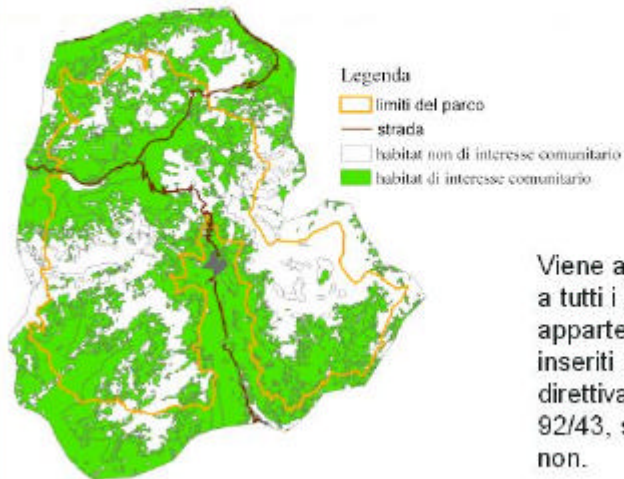 Legenda
limiti del parco
strada
habitat non di interesse comunitario
habitat di interesse comunitario
Viene a
a tutti i
apparte
inseriti
direttiva
92/43, s
non.